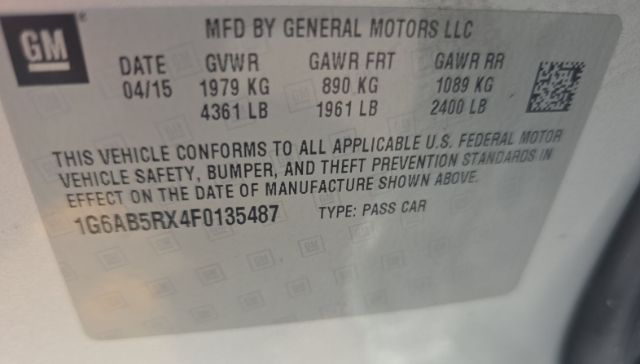 GM
MFD BY GENERAL MOTORS LLC
DATE GVWR GAWR FRT GAWR RR
04/15 1979 KG 890 KG 1089 KG
4361 LB 1961 LB 2400 LB
THIS VEHICLE CONFORMS TO ALL APPLICABLE U.S. FEDERAL MOTOR
VEHICLE SAFETY, BUMPER, AND THEFT PREVENTION STANDARDS IN
EFFECT ON THE DATE OF MANUFACTURE SHOWN ABOVE.
1G6AB5RX4F0135487 TYPE: PASS CAR